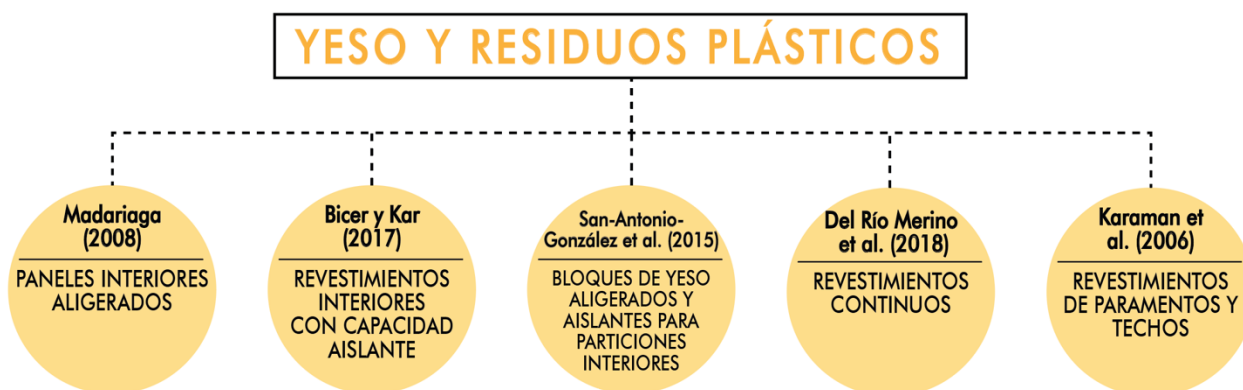 YESO Y RESIDUOS PLÁSTICOS
Madariaga
(2008)
PANELES INTERIORES
ALIGERADOS
Bicer y Kar
(2017)
REVESTIMIENTOS
INTERIORES
CON CAPACIDAD
AISLANTE
San-Antonio-
González et al. (2015)
BLOQUES DE YESO
ALIGERADOS Y
AISLANTES PARA
PARTICIONES
INTERIORES
Del Río Merino
et al. (2018)
REVESTIMIENTOS
CONTINUOS
Karaman et
al. (2006)
REVESTIMIENTOS
DE PARAMENTOS Y
TECHOS